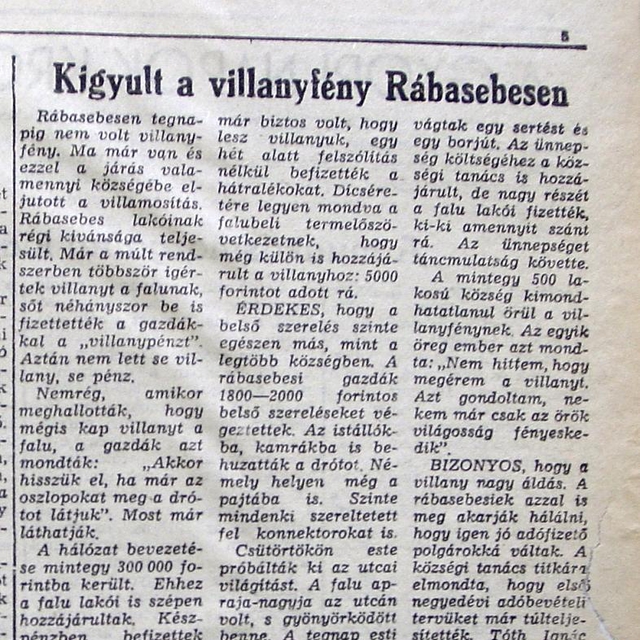 5
Kigyult a villanyfény Rábasebesen
Rábasebesen tegna-
pig nem volt villany-
fény. Ma már van és
ezzel a járás vala-
mennyi községébe el-
jutott a villamosítás.
Rábasebes lakóinak
régi kivánsága telje-
sült. Már a múlt rend-
szerben többször igér-
tek villanyt a falunak,
sőt néhányszor be is
fizettették a gazdák-
kal a „villanypénzt".
Aztán nem lett se vil-
lany, se pénz.
Nemrég, amikor
meghallották, hogy
mégis kap villanyt a
falu, a gazdák azt
mondták: „Akkor
hisszük el, ha már az
oszlopokat meg a dró-
tot látjuk". Most már
láthatják.
A hálózat bevezeté-
se mintegy 300 000 fo-
rintba került. Ehhez
a falu lakói is szépen
hozzájárultak. Kész-
pénzben befizettek
már biztos volt, hogy
lesz villanyuk, egy
hét alatt felszólítás
nélkül befizették a
hátralékokat. Dicsére-
tére legyen mondva a
falubeli termelőszö-
vetkezetnek, hogy
még külön is hozzájá-
rult a villanyhoz: 5000
forintot adott rá.
ÉRDEKES, hogy a
belső szerelés szinte
egészen más, mint a
legtöbb községben. A
rábasebesi gazdák
1800—2000 forintos
belső szereléseket vé-
geztettek. Az istállók-
ba, kamrákba is be-
huzatták a drótot. Né-
mely helyen még a
pajtába is. Szinte
mindenki szereltetett
fel konnektorokat is.
Csütörtökön este
próbálták ki az utcai
világítást. A falu ap-
raja-nagyja az utcán
volt, s gyönyörködött
benne. A tegnap esti
vágtak egy sertést és
egy borjút. Az ünnep-
ség költségéhez a köz-
ségi tanács is hozzá-
járult, de nagy részét
a falu lakói fizették,
ki-ki amennyit szánt
rá. Az ünnepséget
táncmulatság követte.
A mintegy 500 la-
kosú község kimond-
hatatlanul örül a vil-
lanyfénynek. Az egyik
öreg ember azt mond-
ta: „Nem hittem, hogy
megérem a villanyt.
Azt gondoltam, ne-
kem már csak az örök
világosság fényeske-
dik".
BIZONYOS, hogy a
villany nagy áldás. A
rábasebesiek azzal is
meg akarják hálálni,
hogy igen jó adófizető
polgárokká váltak. A
községi tanács titkára
elmondta, hogy első
negyedévi adóbevételi
tervüket már túltelje-
sítették. Tóth Ignác